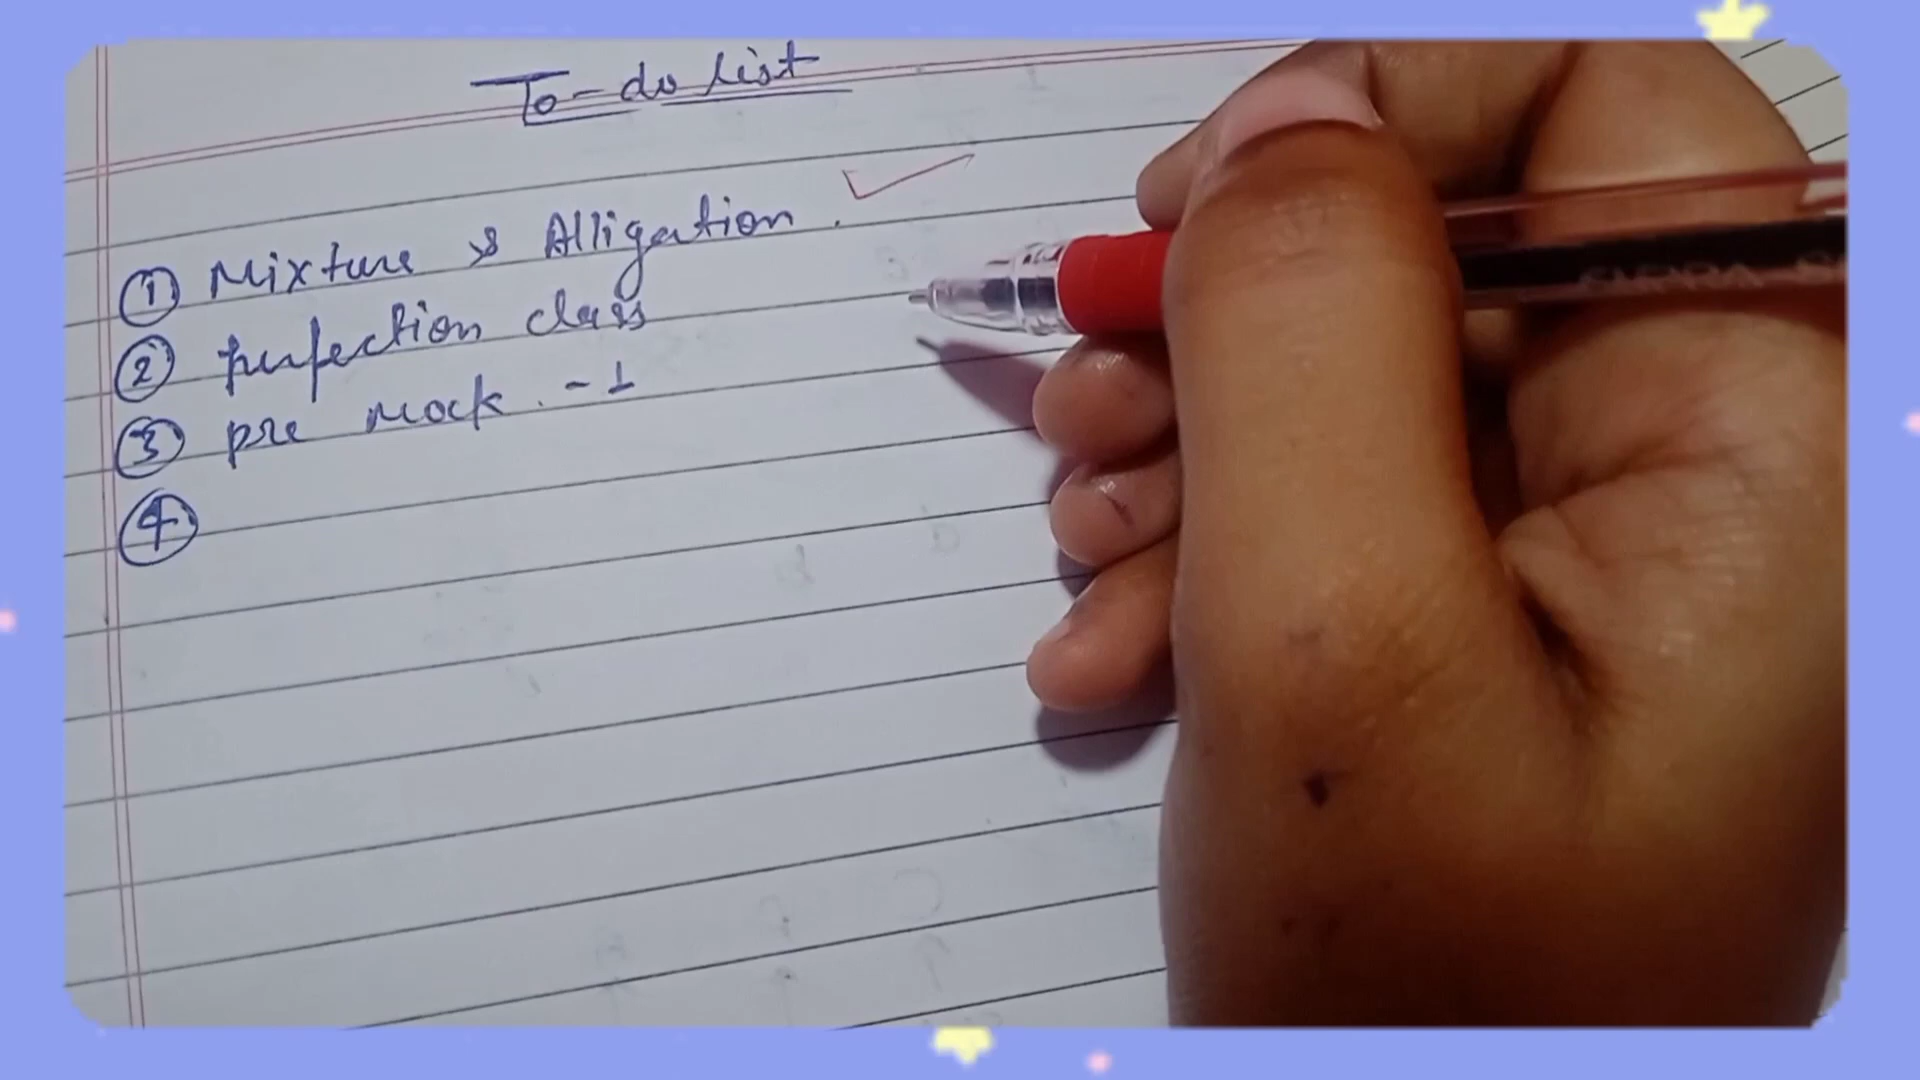 To-do list
① Mixture & Alligation.
② perfection class
③ pre Mock. -1
④